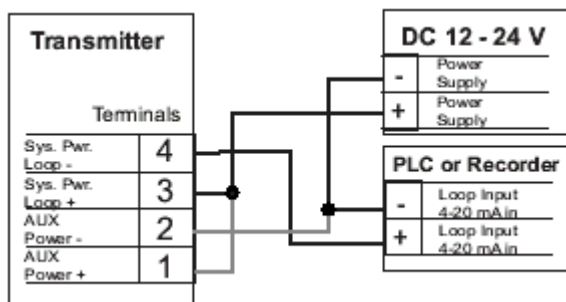 Transmitter
Terminals
Sys. Pwr.
Loop -
4
Sys. Pwr.
Loop +
3
AUX
Power -
2
AUX
Power +
1
DC 12 - 24 V
-
Power
Supply
+
Power
Supply
PLC or Recorder
-
Loop Input
4-20 mA in
+
Loop Input
4-20 mA in